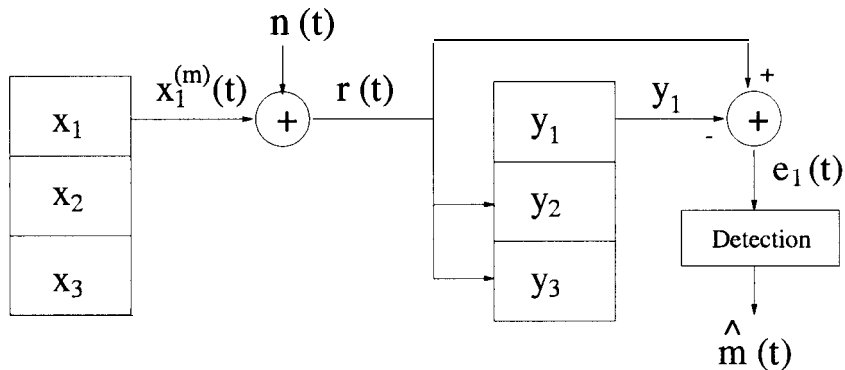 n (t)
x₁⁽ᵐ⁾(t)
r (t)
+
x₁
x₂
x₃
+
y₁
y₂
y₃
y₁
+
-
+
e₁ (t)
Detection
m̂ (t)